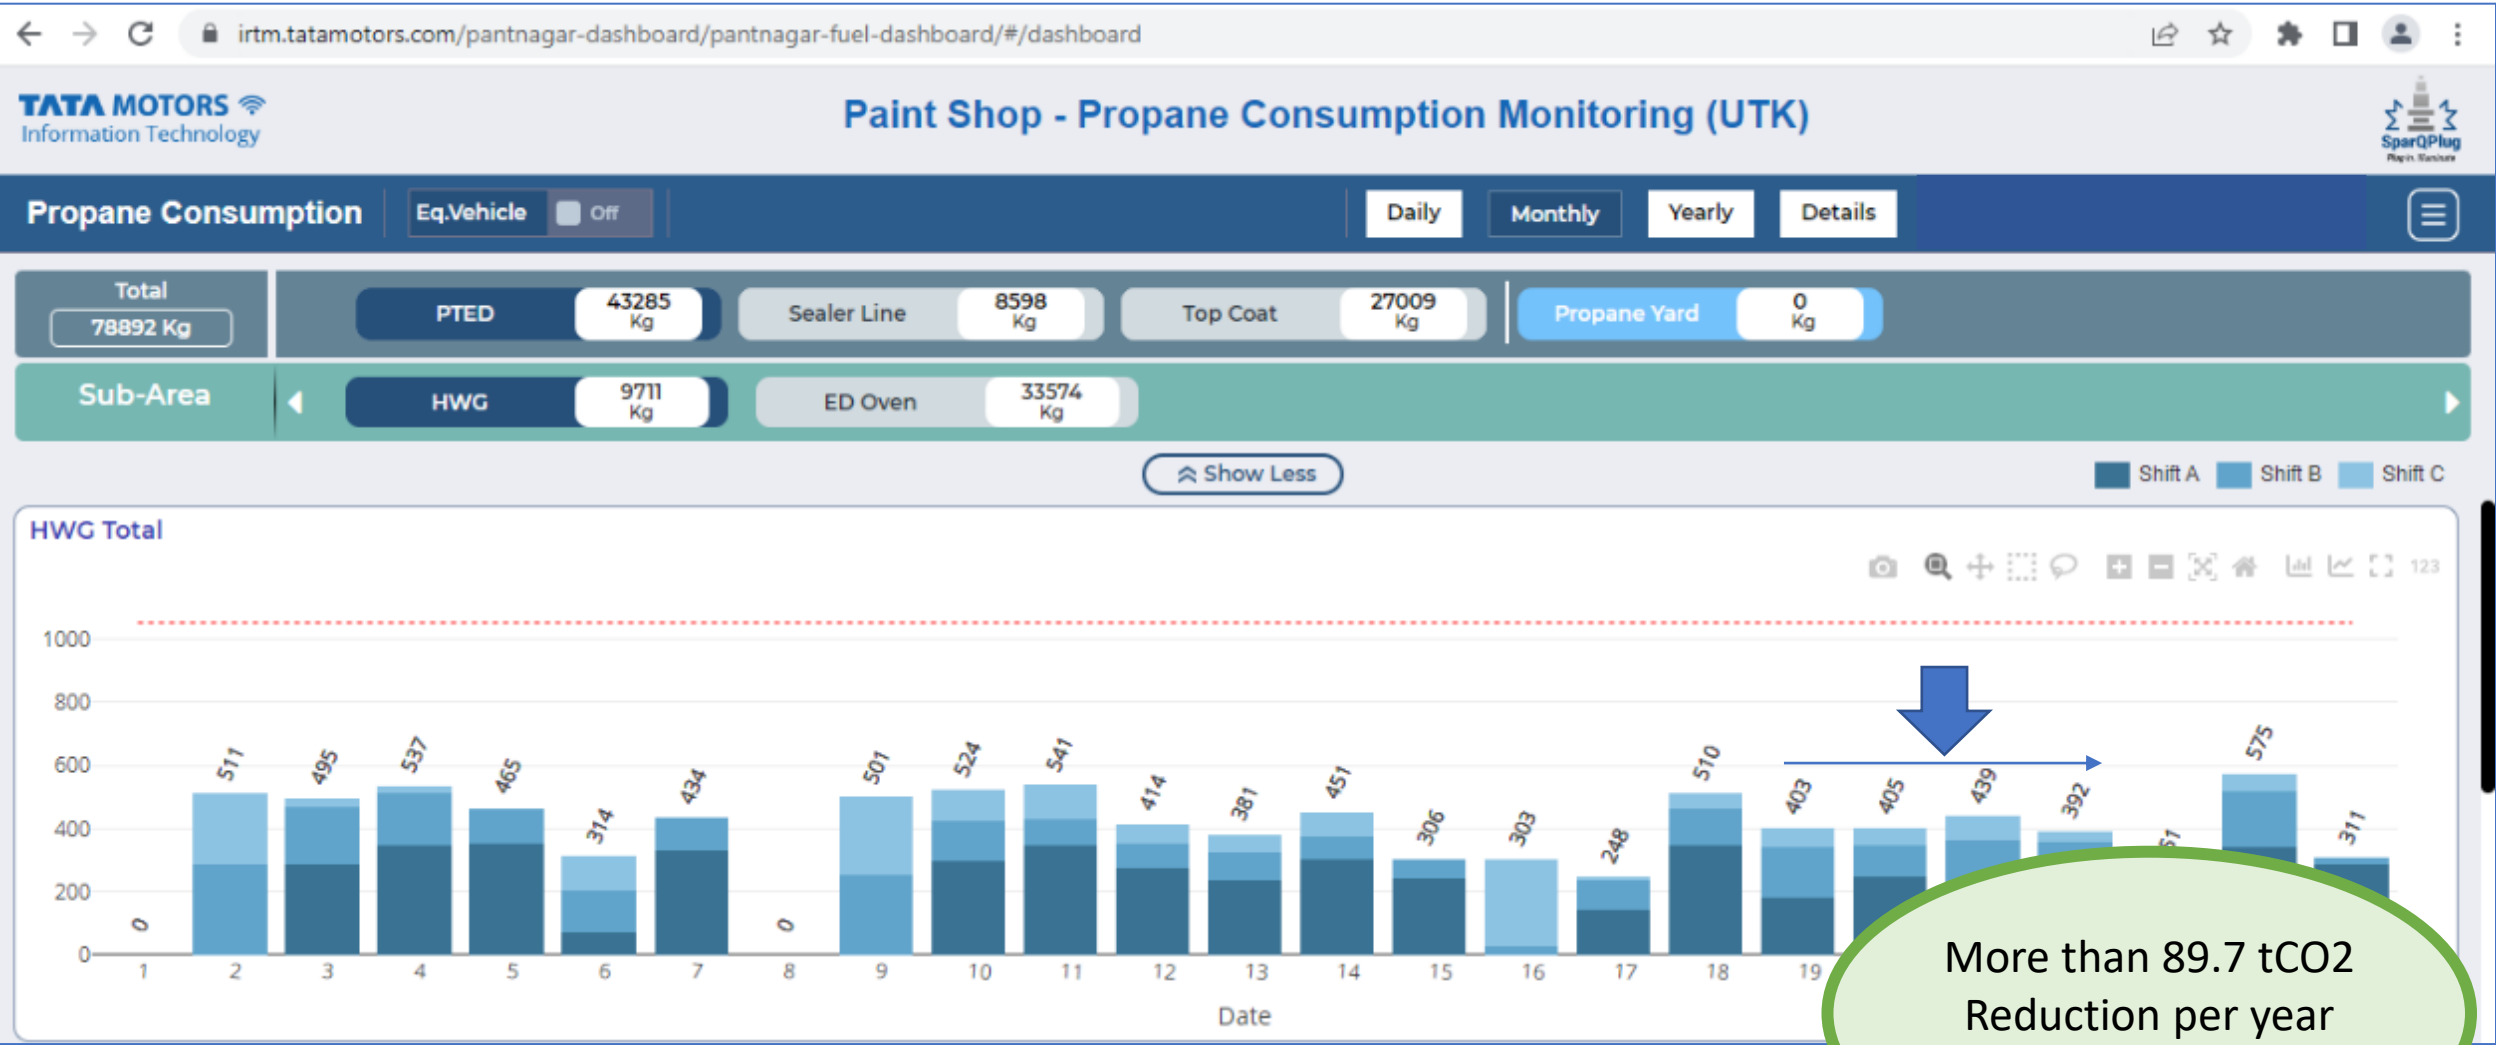 irtm.tatamotors.com/pantnagar-dashboard/pantnagar-fuel-dashboard/#/dashboard
TATA MOTORS
Information Technology
Paint Shop - Propane Consumption Monitoring (UTK)
SparQPlug
Propane Consumption
Eq.Vehicle Off
Daily Monthly Yearly Details
Total
78892 Kg
PTED 43285 Kg
Sealer Line 8598 Kg
Top Coat 27009 Kg
Propane Yard 0 Kg
Sub-Area
HWG 9711 Kg
ED Oven 33574 Kg
Show Less
Shift A Shift B Shift C
HWG Total
123
1000
800
600
400
200
0
0 511 495 537 465 314 434 0 501 524 541 414 381 451 306 303 248 510 403 405 439 392 575 311
1 2 3 4 5 6 7 8 9 10 11 12 13 14 15 16 17 18 19
Date
More than 89.7 tCO2
Reduction per year